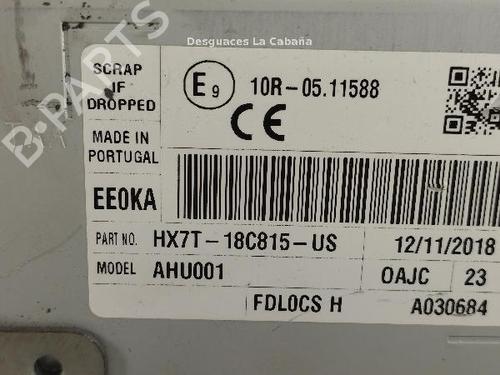 Desguaces La Cabaña
B-PARTS
SCRAP
IF
DROPPED
E9
10R-05.11588
CE
MADE IN
PORTUGAL
EE0KA
PART NO. HX7T-18C815-US 12/11/2018
MODEL AHU001 OAJC 23
FDL0CS H A030684